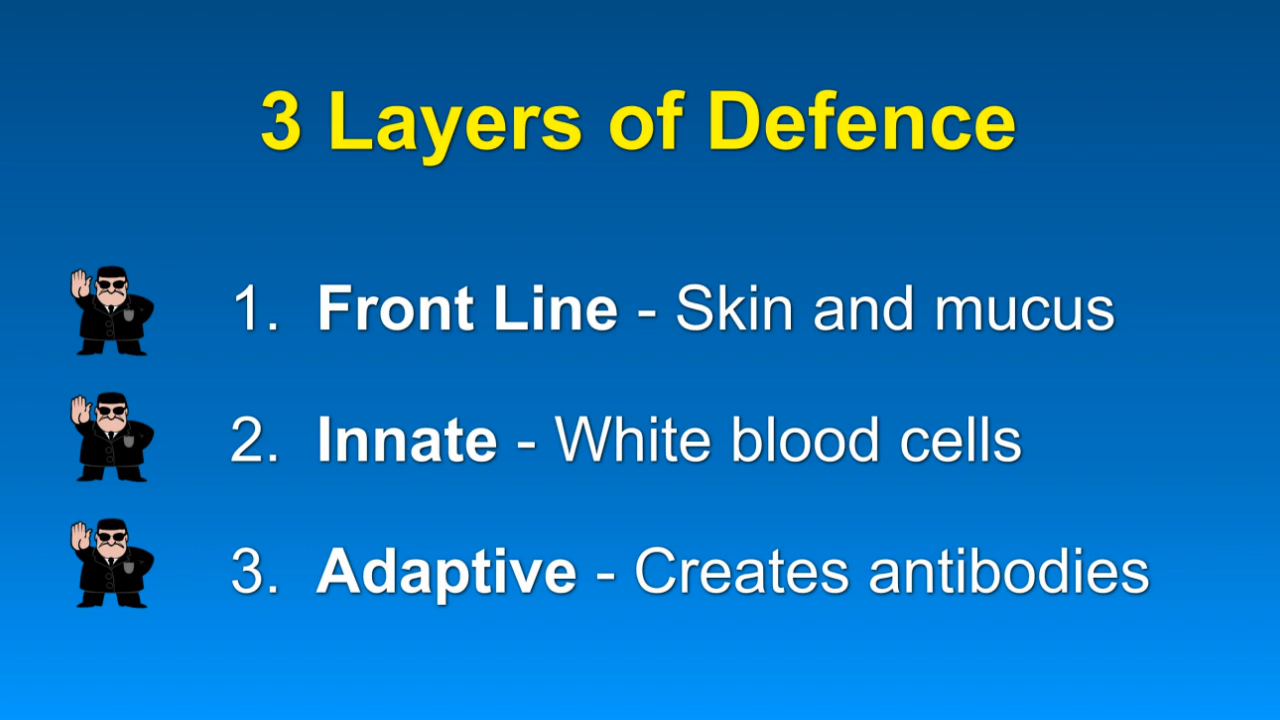 3 Layers of Defence
1. Front Line - Skin and mucus
2. Innate - White blood cells
3. Adaptive - Creates antibodies